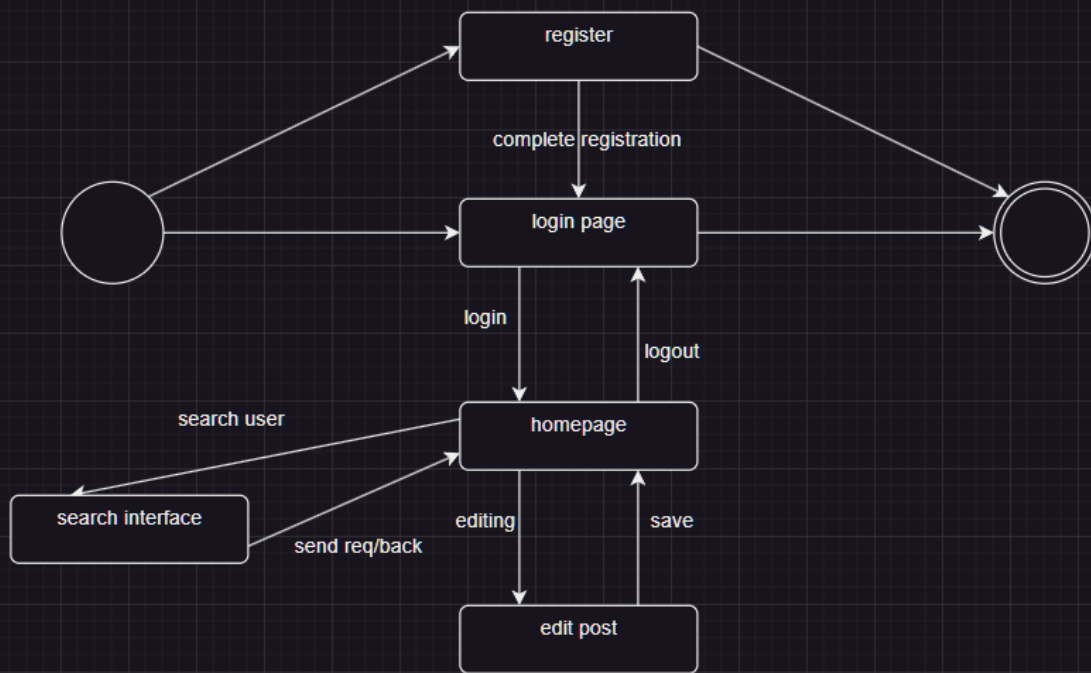 register
complete registration
login page
login
logout
search user
homepage
search interface
send req/back
editing
save
edit post